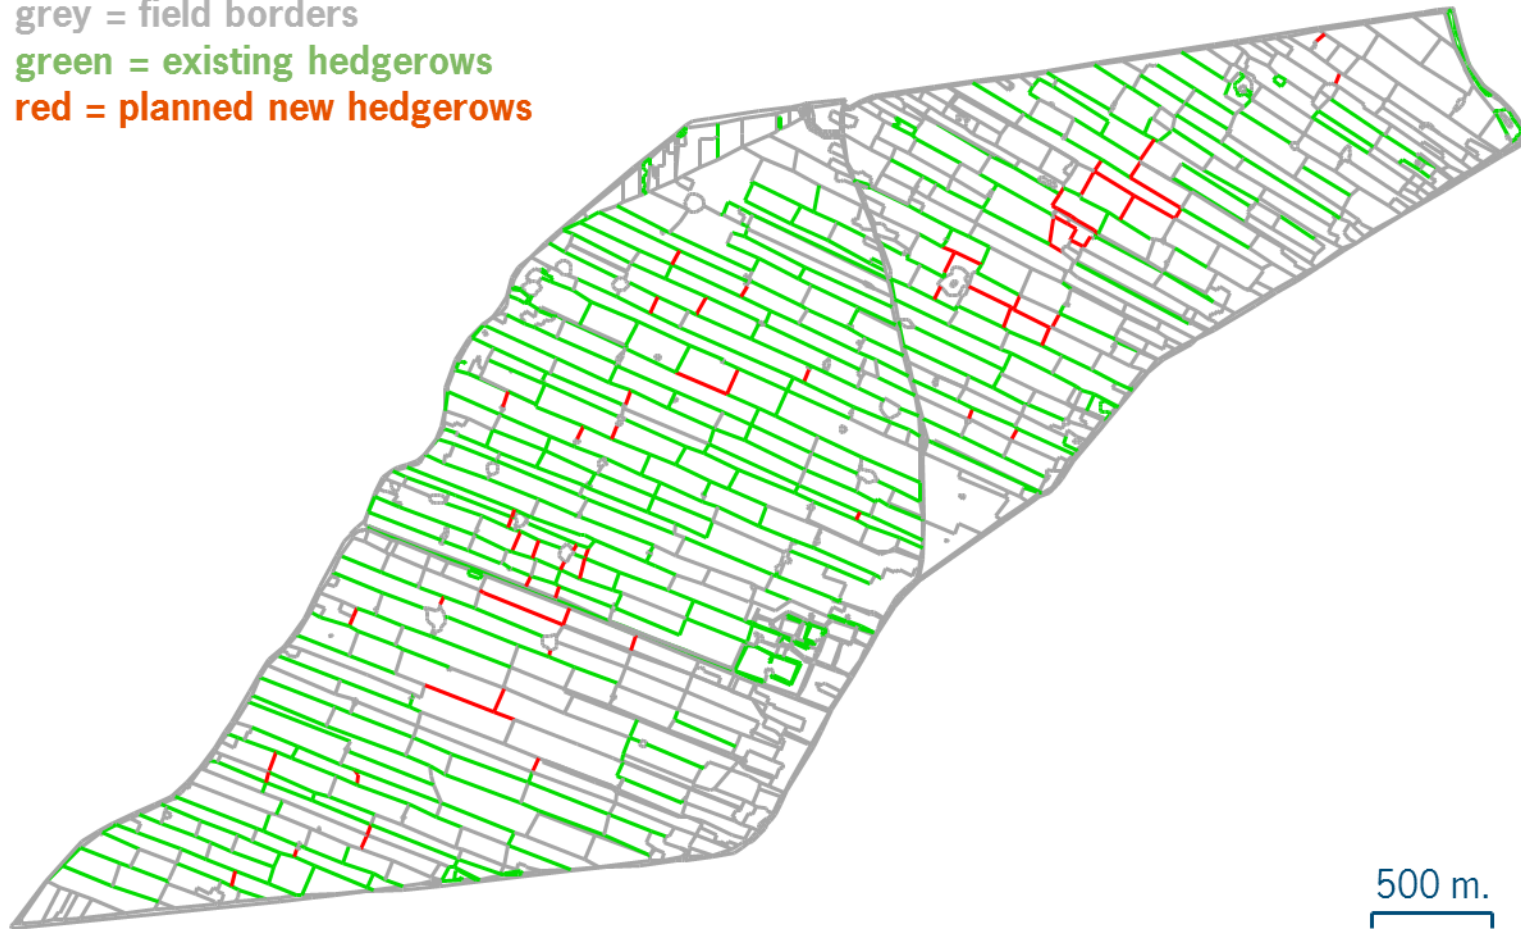 grey = field borders
green = existing hedgerows
red = planned new hedgerows
500 m.